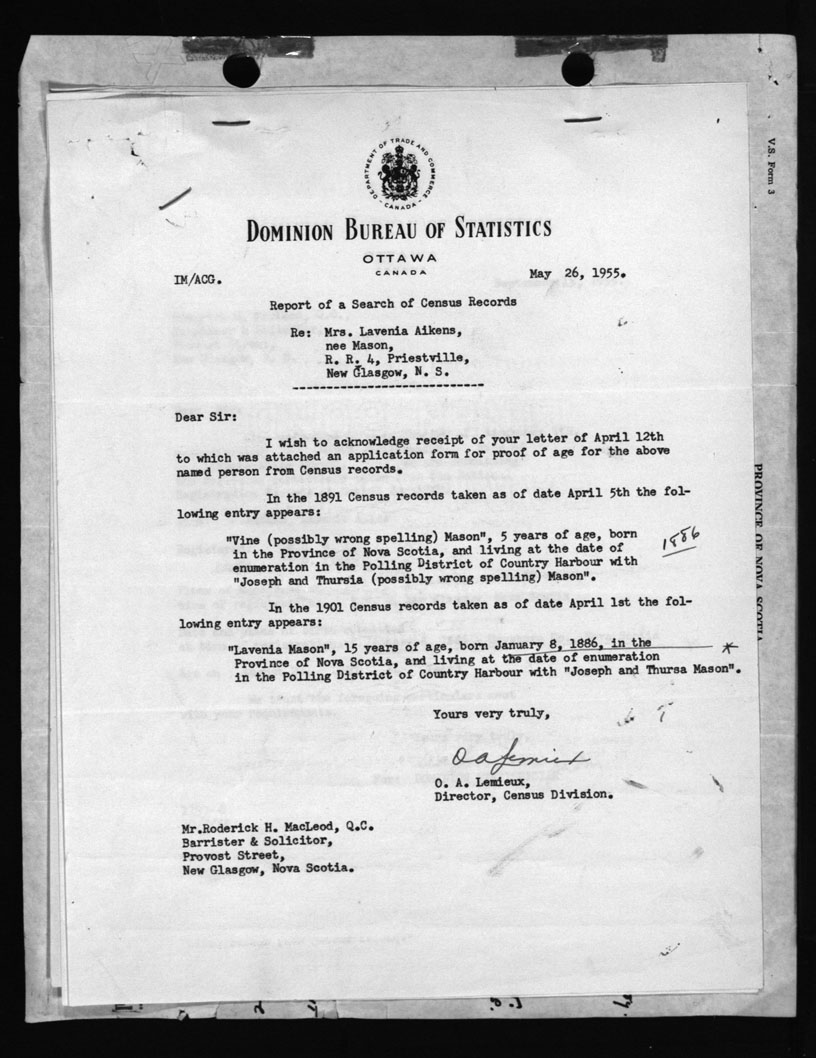 DEPARTMENT OF TRADE AND COMMERCE
- CANADA -
DOMINION BUREAU OF STATISTICS
OTTAWA
CANADA
IM/ACG.
May 26, 1955.
Report of a Search of Census Records
Re: Mrs. Lavenia Aikens,
nee Mason,
R. R. 4, Priestville,
New Glasgow, N. S.
Dear Sir:
I wish to acknowledge receipt of your letter of April 12th
to which was attached an application form for proof of age for the above
named person from Census records.
In the 1891 Census records taken as of date April 5th the fol-
lowing entry appears:
"Vine (possibly wrong spelling) Mason", 5 years of age, born
in the Province of Nova Scotia, and living at the date of
enumeration in the Polling District of Country Harbour with
"Joseph and Thursia (possibly wrong spelling) Mason".
1886
In the 1901 Census records taken as of date April 1st the fol-
lowing entry appears:
"Lavenia Mason", 15 years of age, born January 8, 1886, in the *
Province of Nova Scotia, and living at the date of enumeration
in the Polling District of Country Harbour with "Joseph and Thursa Mason".
Yours very truly,
O A Lemieux
O. A. Lemieux,
Director, Census Division.
Mr.Roderick H. MacLeod, Q.C.
Barrister & Solicitor,
Provost Street,
New Glasgow, Nova Scotia.
V.S. Form 3
PROVINCE OF NOVA SCOTIA